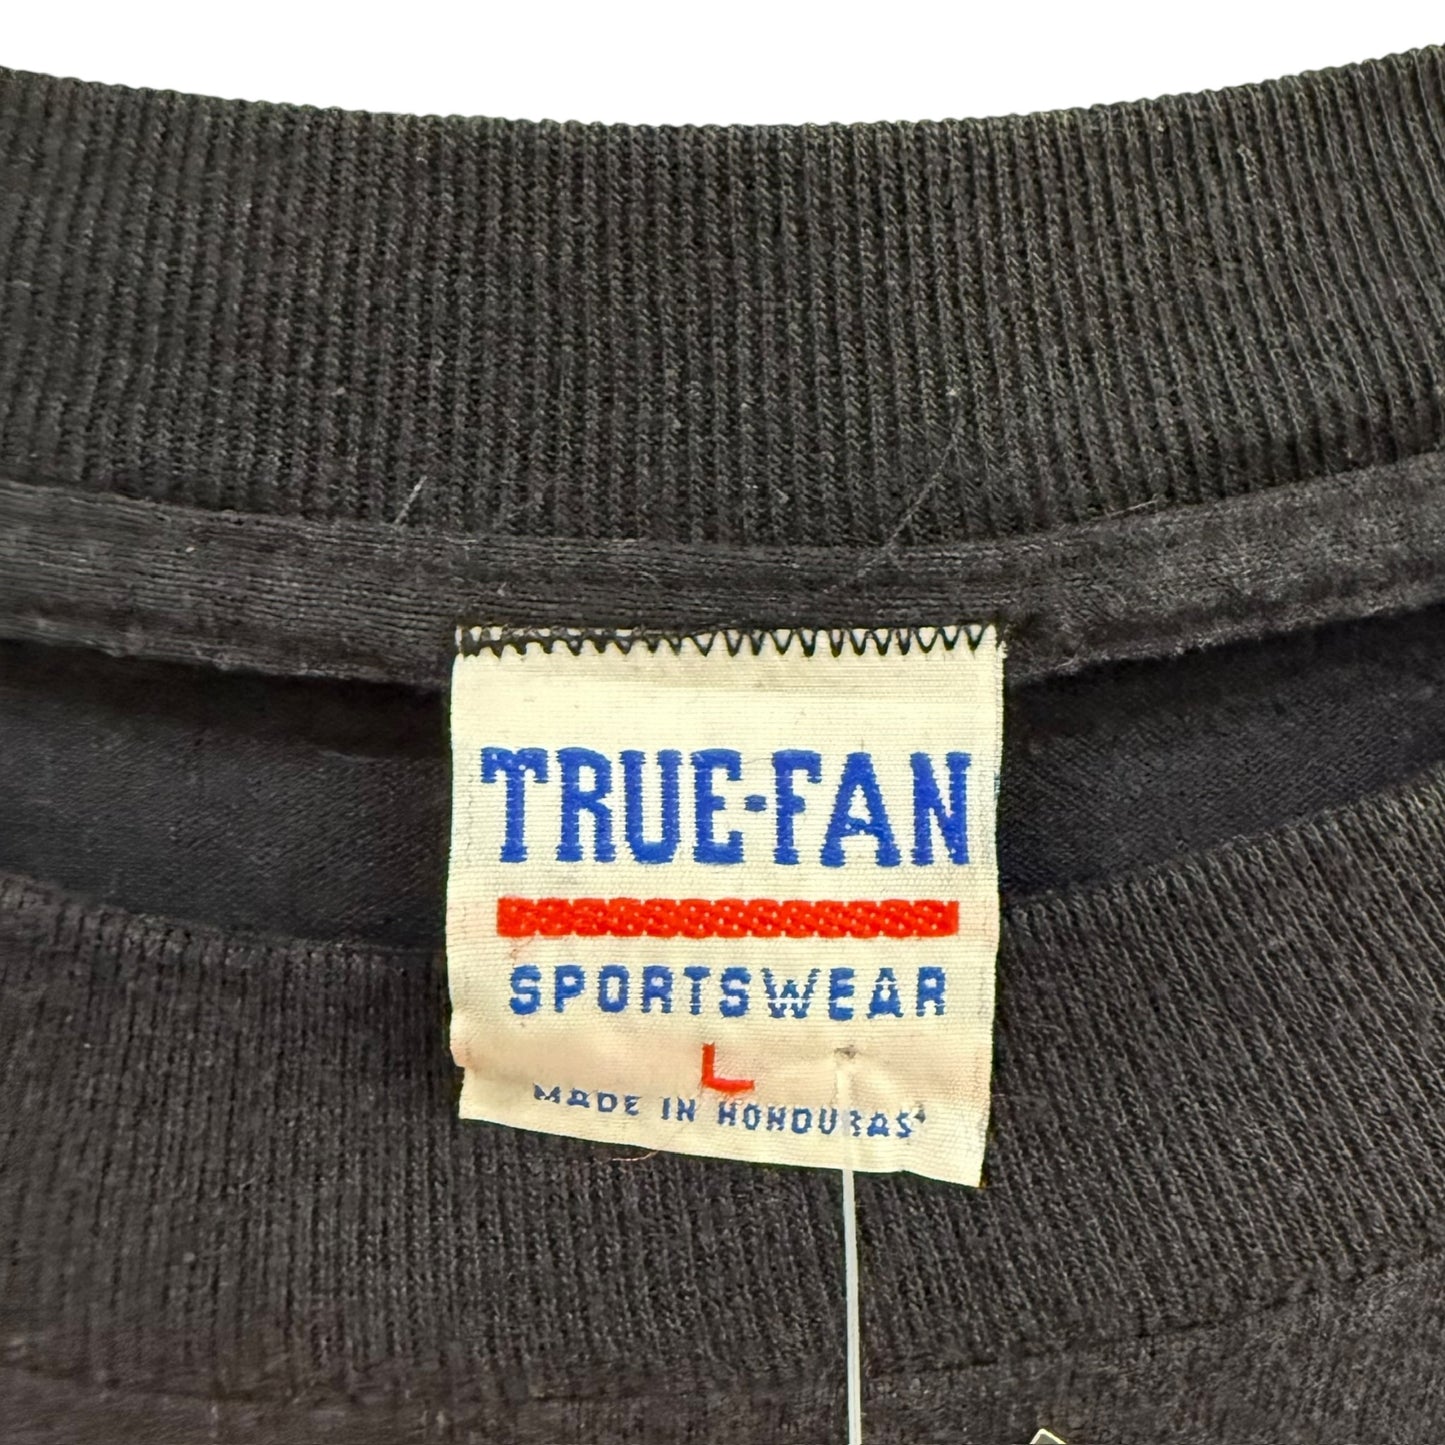 TRUE-FAN
SPORTSWEAR
L
MADE IN HONDURAS